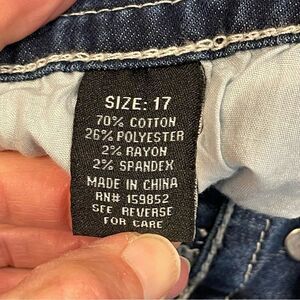 SIZE: 17
70% COTTON
26% POLYESTER
2% RAYON
2% SPANDEX
MADE IN CHINA
RN# 159852
SEE REVERSE
FOR CARE